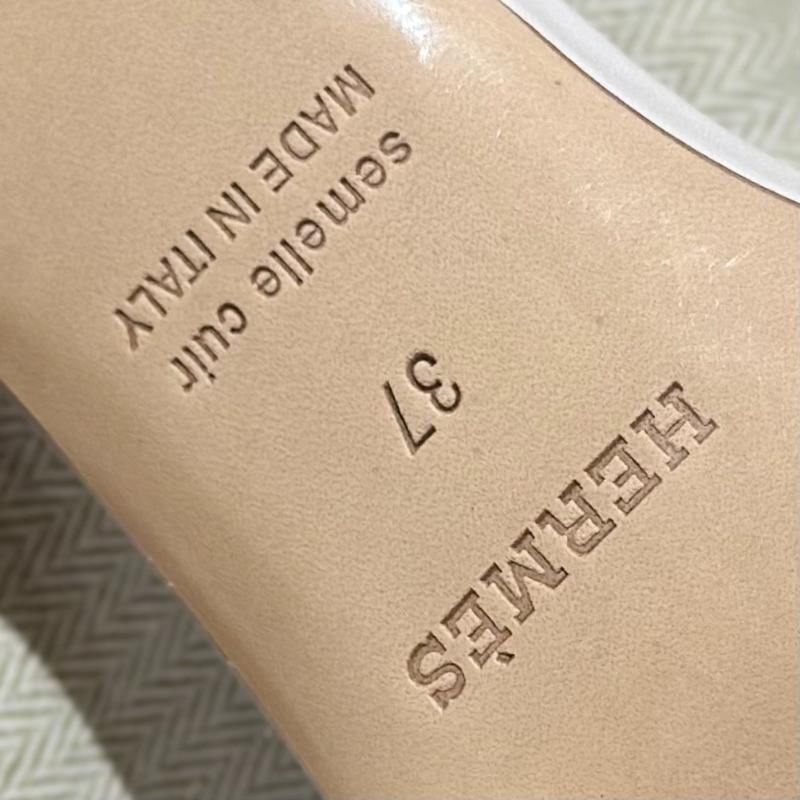 HERMÈS
37
semelle cuir
MADE IN ITALY